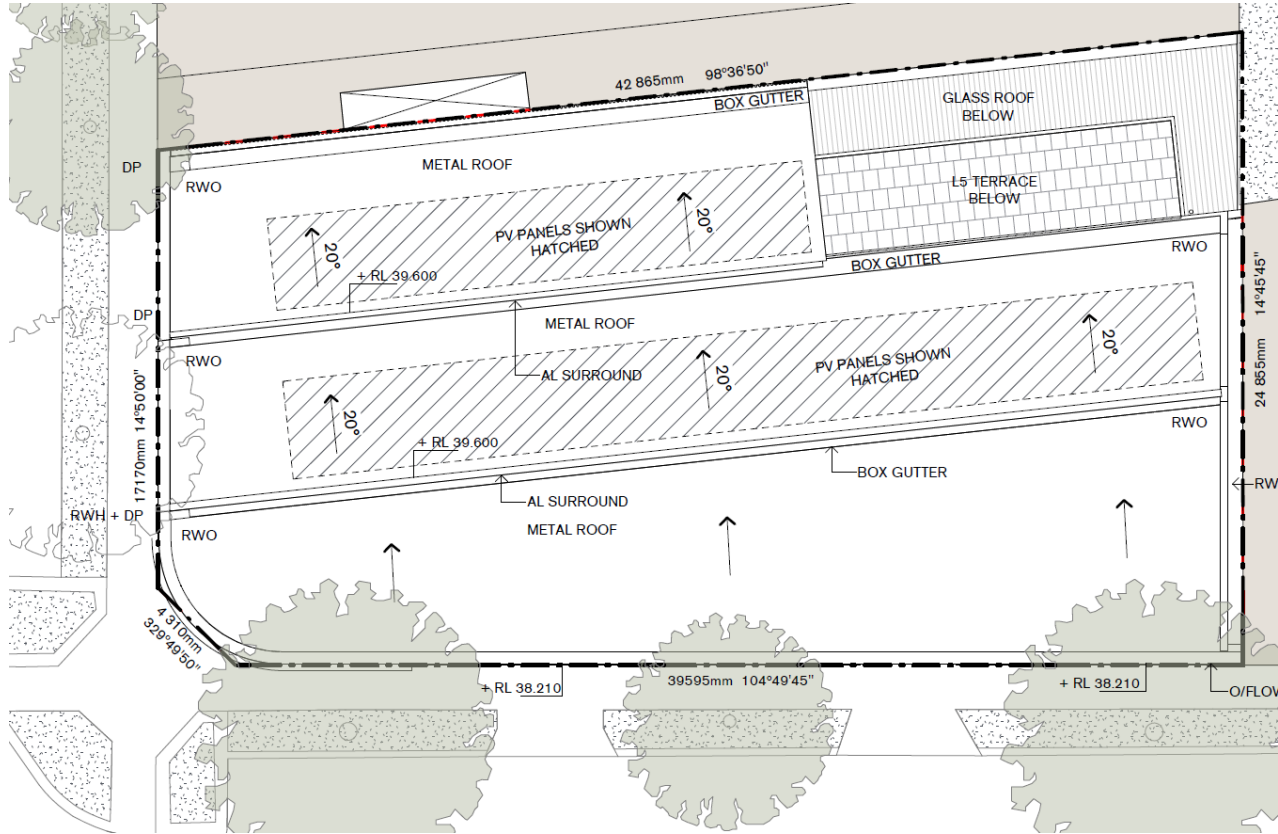 42 865mm 98°36'50"
BOX GUTTER
GLASS ROOF
BELOW
METAL ROOF
DP
RWO
L5 TERRACE
BELOW
PV PANELS SHOWN
HATCHED
20°
20°
RWO
BOX GUTTER
+ RL 39.600
DP
METAL ROOF
24 855mm 14°45'45"
RWO
20°
PV PANELS SHOWN
HATCHED
20°
AL SURROUND
20°
17170mm 14°50'00"
RWO
+ RL 39.600
BOX GUTTER
RW
AL SURROUND
RWH + DP
METAL ROOF
RWO
4 310mm
329°49'50"
39595mm 104°49'45"
+ RL 38.210
+ RL 38.210
O/FLOW